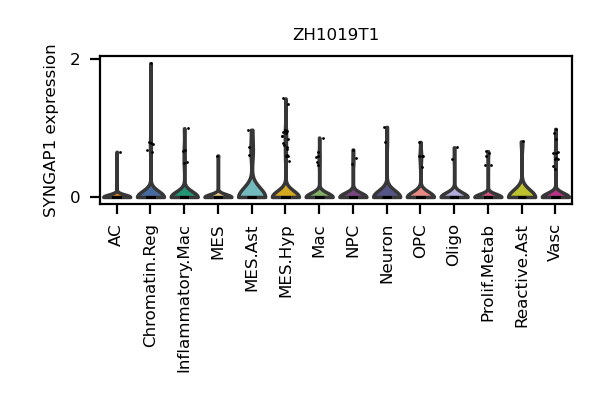 ZH1019T1
SYNGAP1 expression
2
0
AC
Chromatin.Reg
Inflammatory.Mac
MES
MES.Ast
MES.Hyp
Mac
NPC
Neuron
OPC
Oligo
Prolif.Metab
Reactive.Ast
Vasc